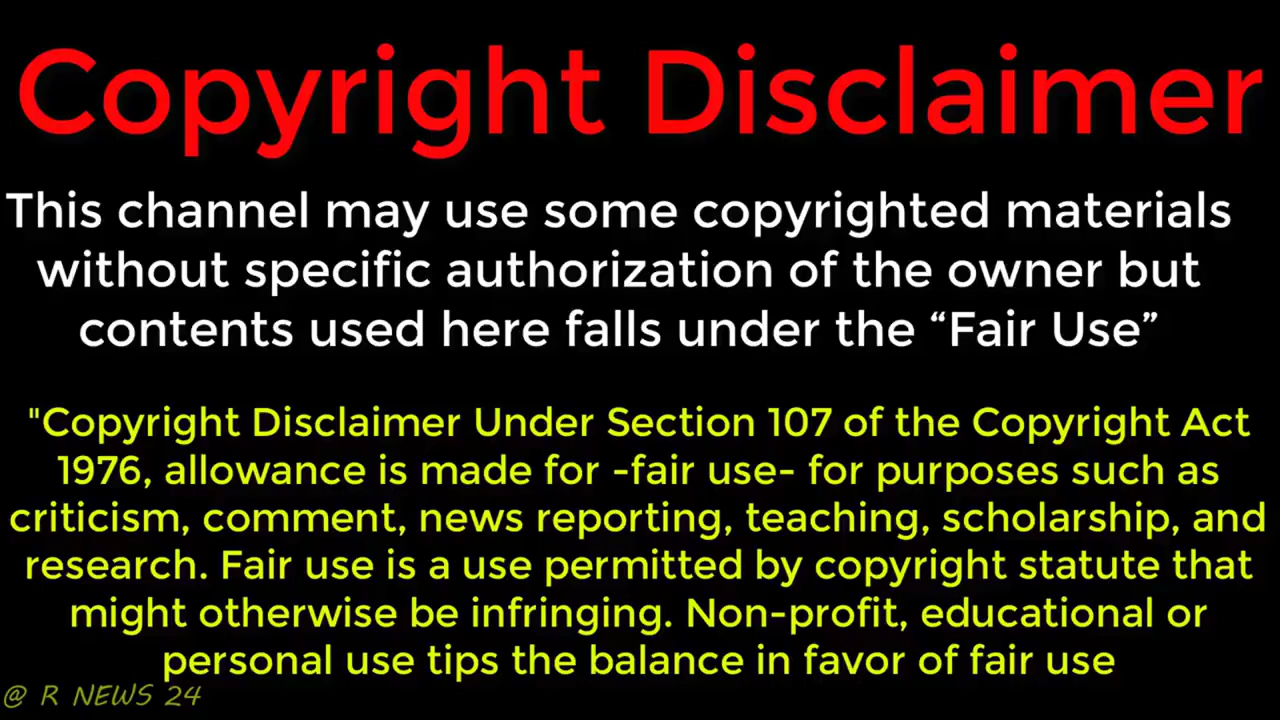 Copyright Disclaimer
This channel may use some copyrighted materials
without specific authorization of the owner but
contents used here falls under the “Fair Use”
"Copyright Disclaimer Under Section 107 of the Copyright Act
1976, allowance is made for -fair use- for purposes such as
criticism, comment, news reporting, teaching, scholarship, and
research. Fair use is a use permitted by copyright statute that
might otherwise be infringing. Non-profit, educational or
personal use tips the balance in favor of fair use
@ R NEWS 24